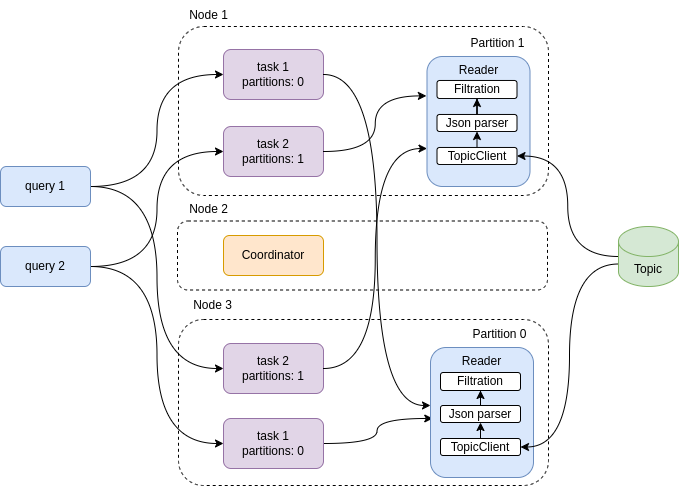 Node 1
task 1
partitions: 0
task 2
partitions: 1
Partition 1
Reader
Filtration
Json parser
TopicClient
query 1
query 2
Node 2
Coordinator
Topic
Node 3
task 2
partitions: 1
task 1
partitions: 0
Partition 0
Reader
Filtration
Json parser
TopicClient